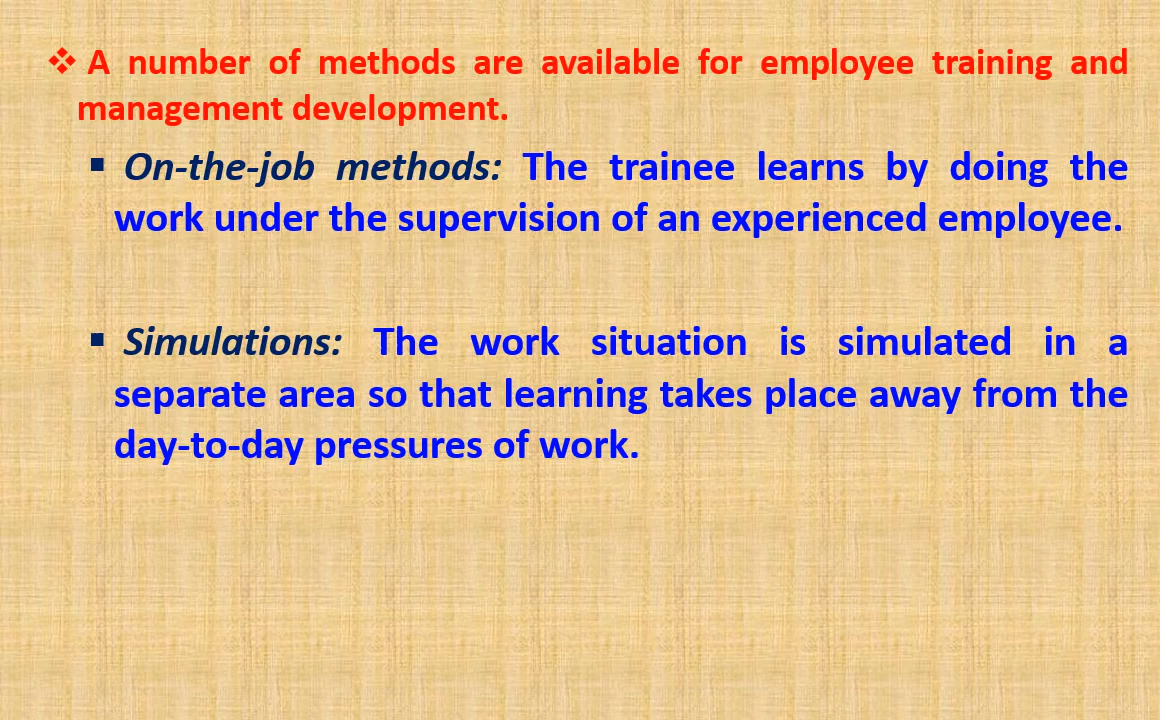 ❖ A number of methods are available for employee training and
management development.
▪ On-the-job methods: The trainee learns by doing the
work under the supervision of an experienced employee.
▪ Simulations: The work situation is simulated in a
separate area so that learning takes place away from the
day-to-day pressures of work.